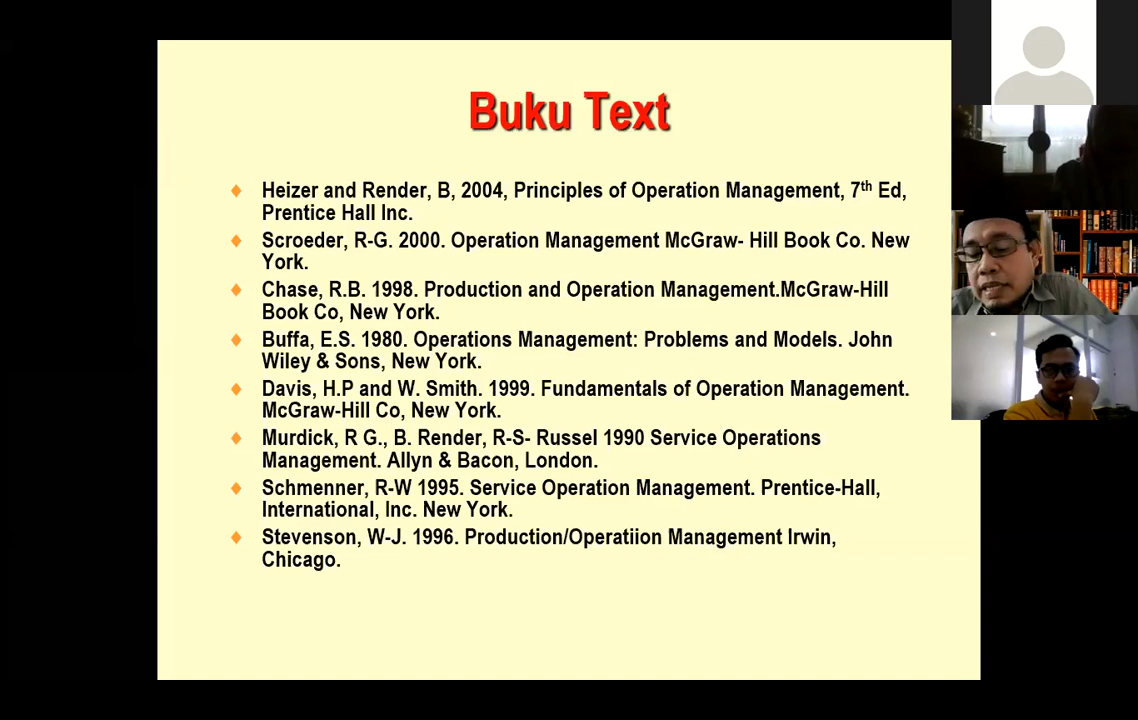 Buku Text
Heizer and Render, B, 2004, Principles of Operation Management, 7th Ed,
Prentice Hall Inc.
Scroeder, R-G. 2000. Operation Management McGraw- Hill Book Co. New
York.
Chase, R.B. 1998. Production and Operation Management.McGraw-Hill
Book Co, New York.
Buffa, E.S. 1980. Operations Management: Problems and Models. John
Wiley & Sons, New York.
Davis, H.P and W. Smith. 1999. Fundamentals of Operation Management.
McGraw-Hill Co, New York.
Murdick, R G., B. Render, R-S- Russel 1990 Service Operations
Management. Allyn & Bacon, London.
Schmenner, R-W 1995. Service Operation Management. Prentice-Hall,
International, Inc. New York.
Stevenson, W-J. 1996. Production/Operatiion Management Irwin,
Chicago.